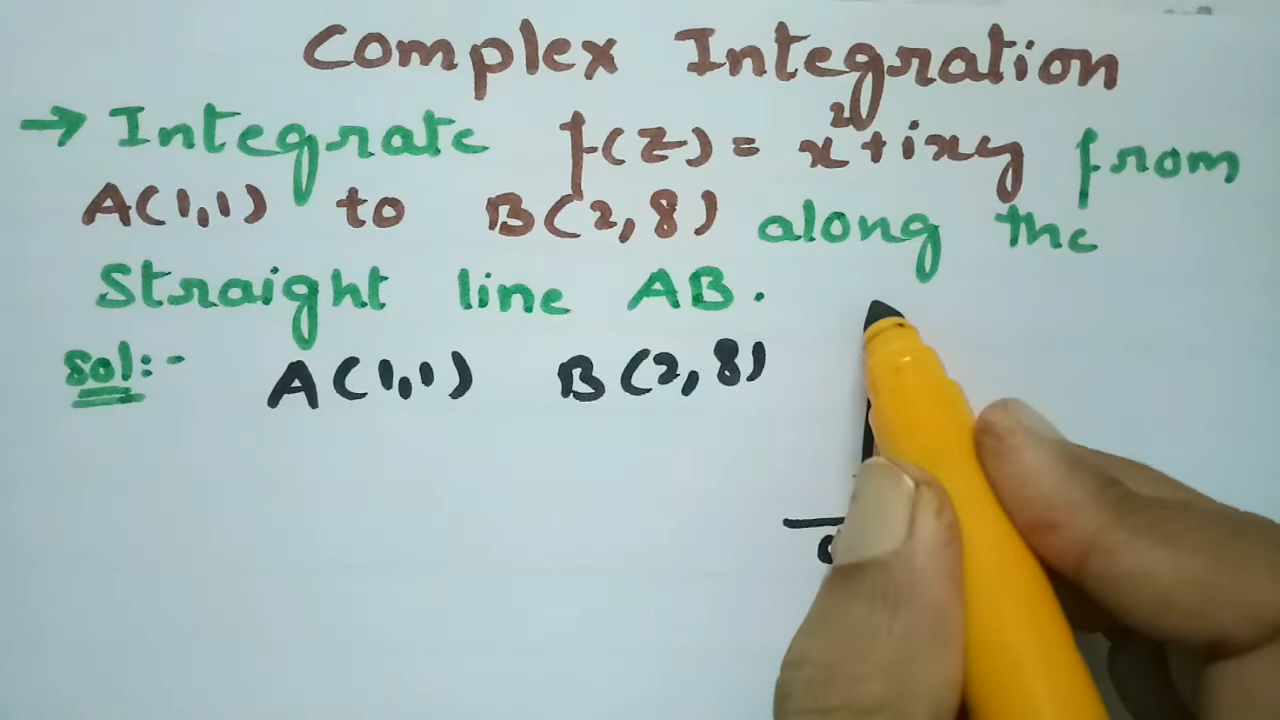 Complex Integration
→ Integrate f(z) = x²+ixy from
A(1,1) to B(2,8) along the
Straight line AB.
Sol:- A(1,1) B(2,8)